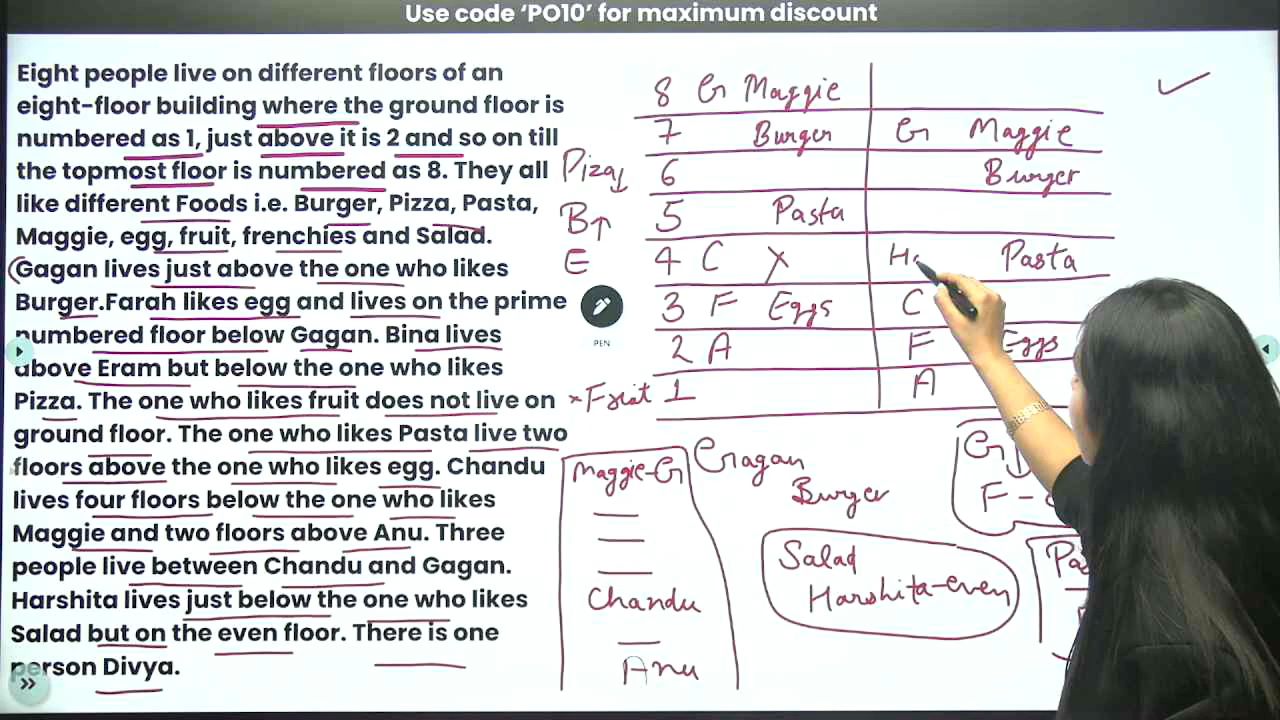 Use code ‘PO10’ for maximum discount
Eight people live on different floors of an
eight-floor building where the ground floor is
numbered as 1, just above it is 2 and so on till
the topmost floor is numbered as 8. They all
like different Foods i.e. Burger, Pizza, Pasta,
Maggie, egg, fruit, frenchies and Salad.
Gagan lives just above the one who likes
Burger.Farah likes egg and lives on the prime
numbered floor below Gagan. Bina lives
above Eram but below the one who likes
Pizza. The one who likes fruit does not live on
ground floor. The one who likes Pasta live two
floors above the one who likes egg. Chandu
lives four floors below the one who likes
Maggie and two floors above Anu. Three
people live between Chandu and Gagan.
Harshita lives just below the one who likes
Salad but on the even floor. There is one
person Divya.
Pizza↓
B↑
E
×Fruit
PEN
8 G Maggie
7 Burger G Maggie
6 Burger
5 Pasta
4 C X Ha Pasta
3 F Eggs C
2 A F Eggs
1 A
Maggie-G
Chandu
Anu
Gagan
Burger
Salad
Harshita-even
G
F -
Pas